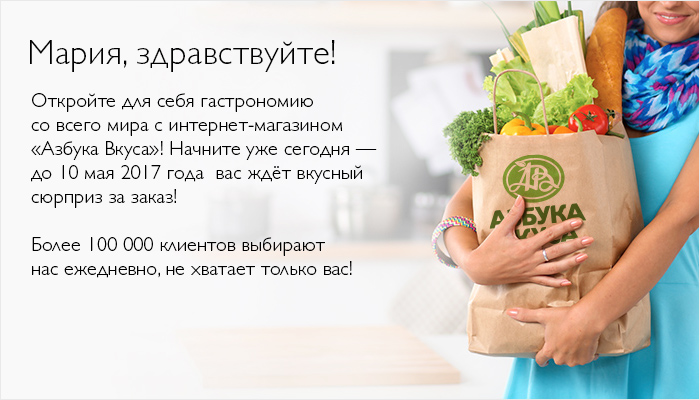 Мария, здравствуйте!
Откройте для себя гастрономию
со всего мира с интернет-магазином
«Азбука Вкуса»! Начните уже сегодня —
до 10 мая 2017 года вас ждёт вкусный
сюрприз за заказ!
Более 100 000 клиентов выбирают
нас ежедневно, не хватает только вас!
АВ
АЗБУКА
ВКУСА